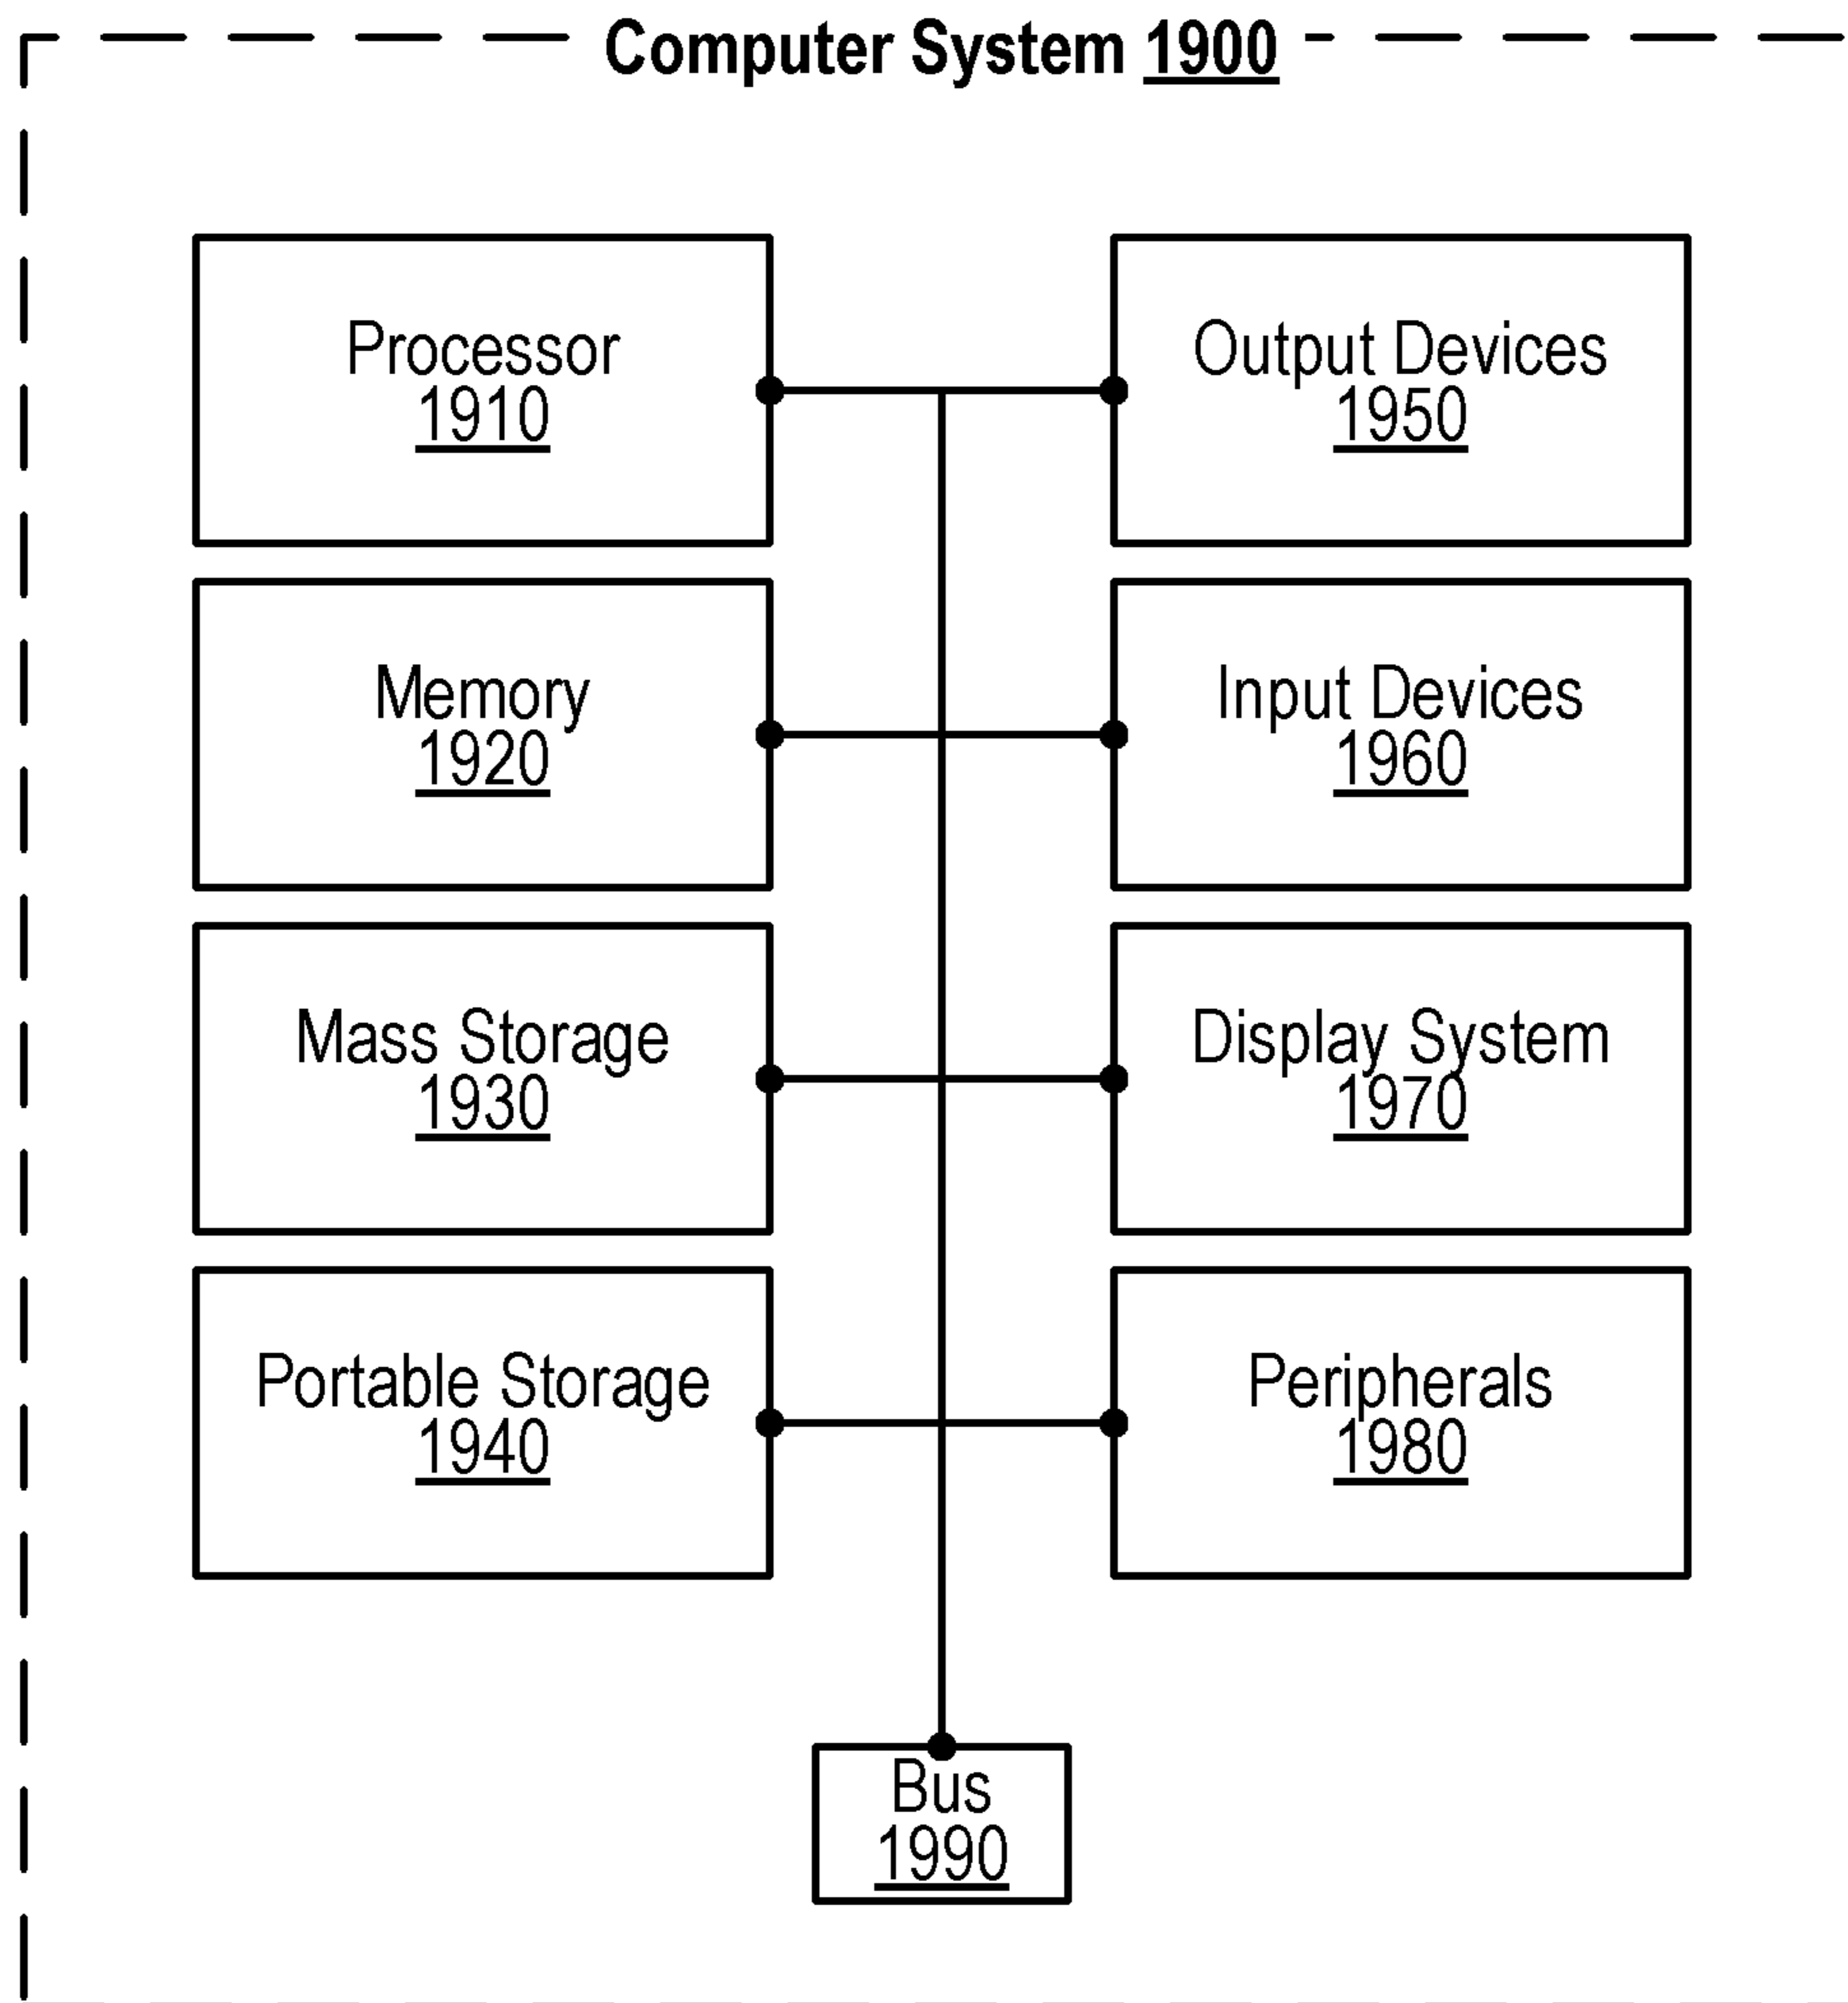 Computer System 1900
Processor
1910
Output Devices
1950
Memory
1920
Input Devices
1960
Mass Storage
1930
Display System
1970
Portable Storage
1940
Peripherals
1980
Bus
1990